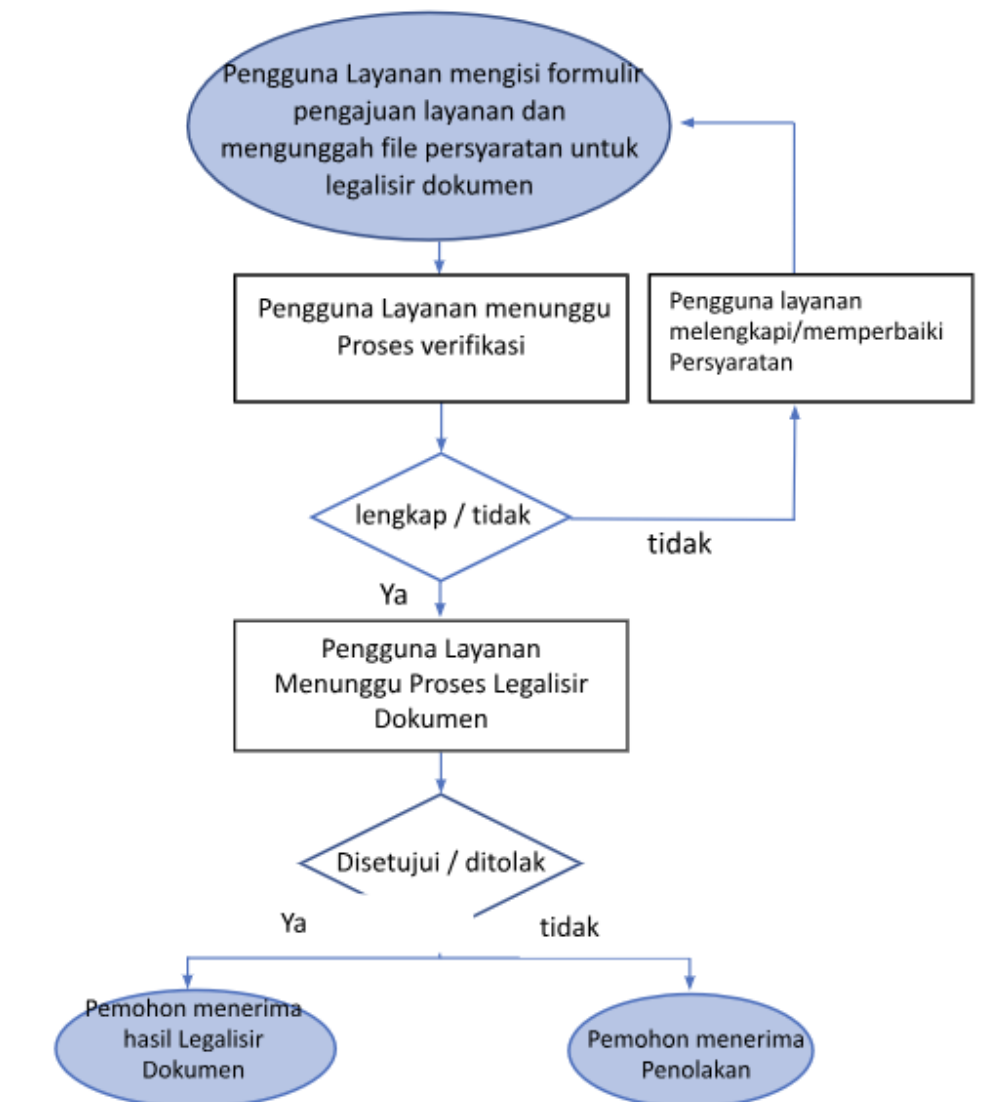 Pengguna Layanan mengisi formulir
pengajuan layanan dan
mengunggah file persyaratan untuk
legalisir dokumen
Pengguna Layanan menunggu
Proses verifikasi
Pengguna layanan
melengkapi/memperbaiki
Persyaratan
lengkap / tidak
tidak
Ya
Pengguna Layanan
Menunggu Proses Legalisir
Dokumen
Disetujui / ditolak
Ya
tidak
Pemohon menerima
hasil Legalisir
Dokumen
Pemohon menerima
Penolakan